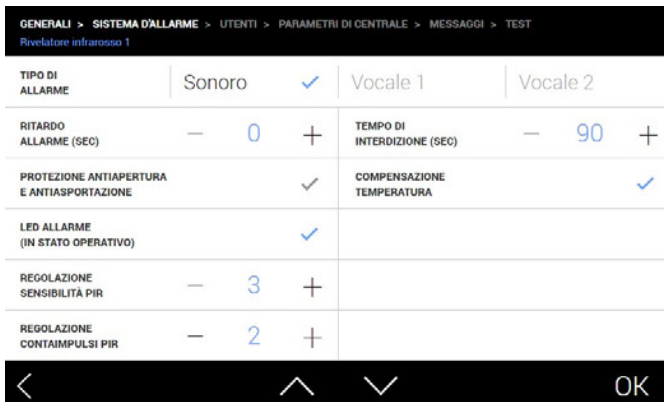 GENERALI > SISTEMA D'ALLARME > UTENTI > PARAMETRI DI CENTRALE > MESSAGGI > TEST
Rivelatore infrarosso 1
TIPO DI
ALLARME
Sonoro
Vocale 1
Vocale 2
RITARDO
ALLARME (SEC)
— 0 +
TEMPO DI
INTERDIZIONE (SEC)
— 90 +
PROTEZIONE ANTIAPERTURA
E ANTIASPORTAZIONE
COMPENSAZIONE
TEMPERATURA
LED ALLARME
(IN STATO OPERATIVO)
REGOLAZIONE
SENSIBILITÀ PIR
— 3 +
REGOLAZIONE
CONTAIMPULSI PIR
— 2 +
OK